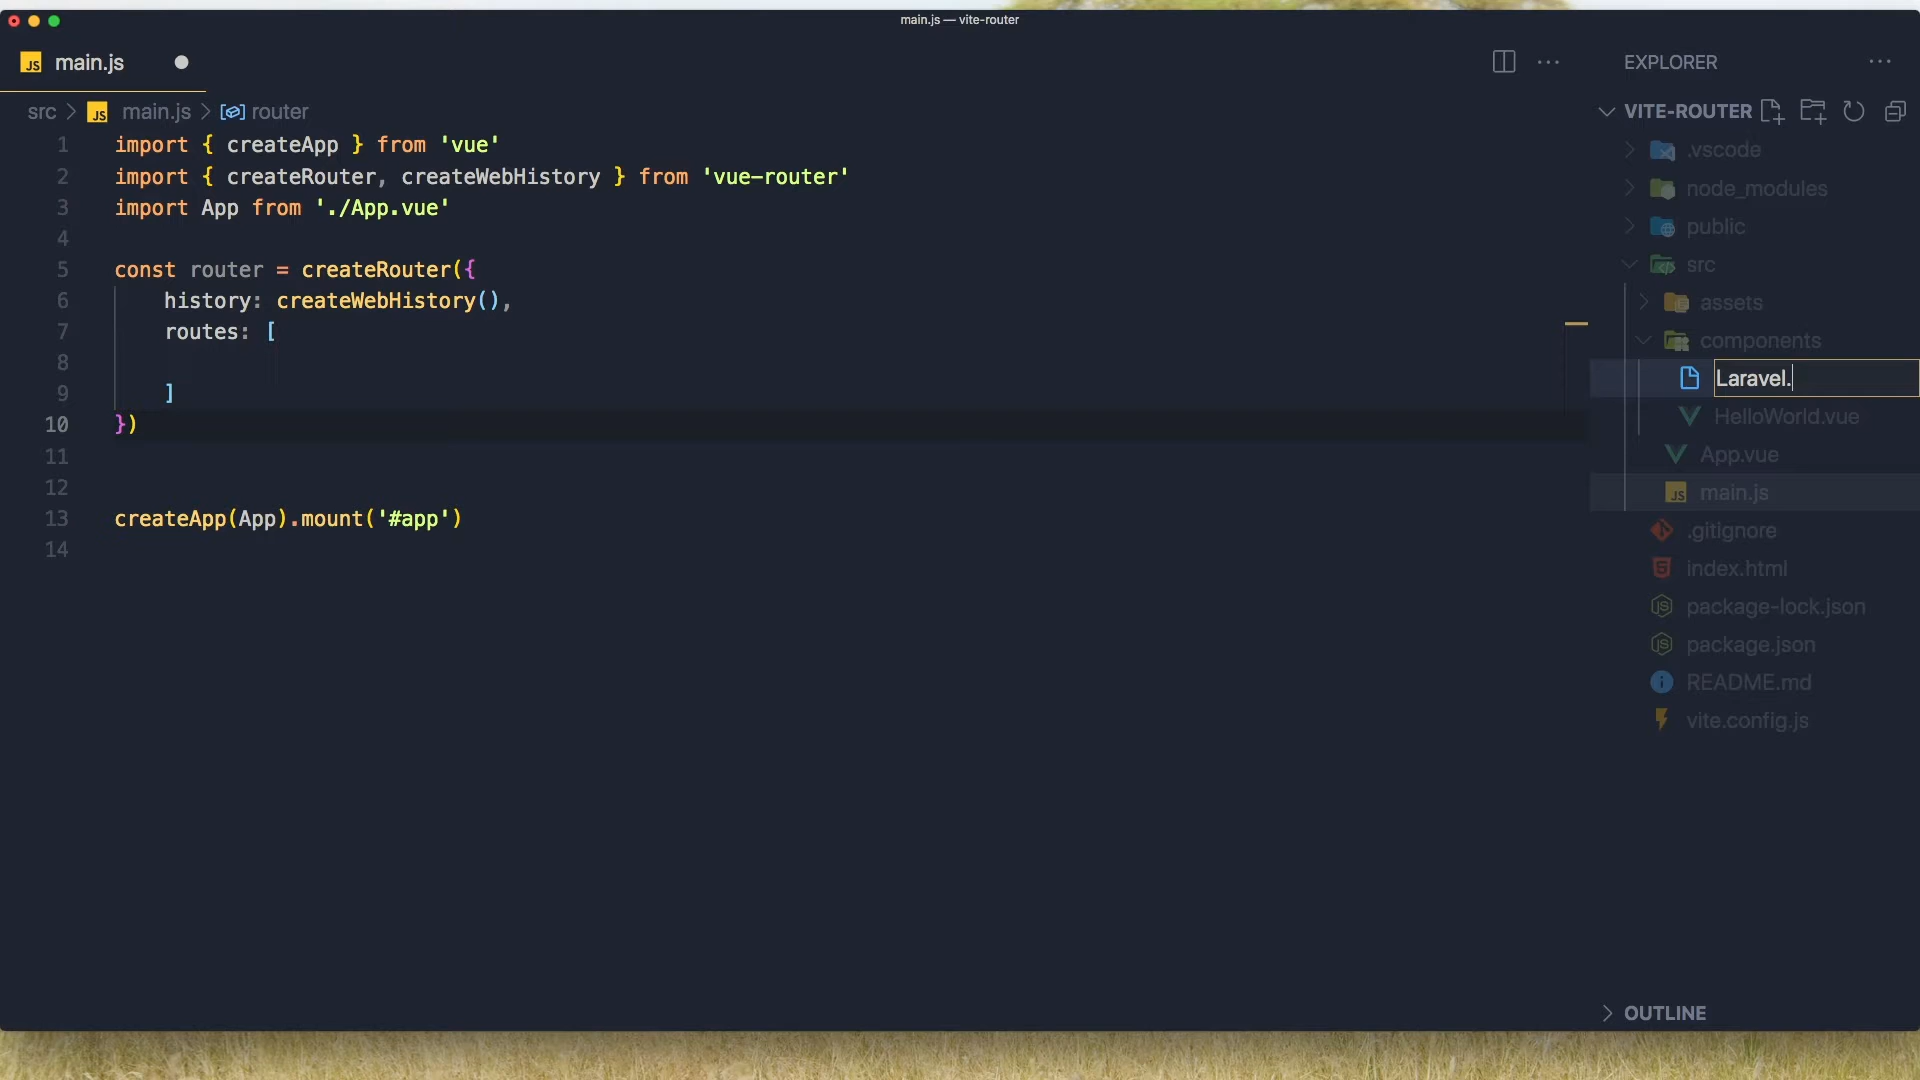 main.js — vite-router
JS main.js
EXPLORER
src > JS main.js > router
VITE-ROUTER
1 import { createApp } from 'vue'
2 import { createRouter, createWebHistory } from 'vue-router'
3 import App from './App.vue'
4
5 const router = createRouter({
6 history: createWebHistory(),
7 routes: [
8
9 ]
10 })
11
12
13 createApp(App).mount('#app')
14
.vscode
node_modules
public
src
assets
components
Laravel.
HelloWorld.vue
App.vue
JS main.js
.gitignore
index.html
package-lock.json
package.json
README.md
vite.config.js
OUTLINE